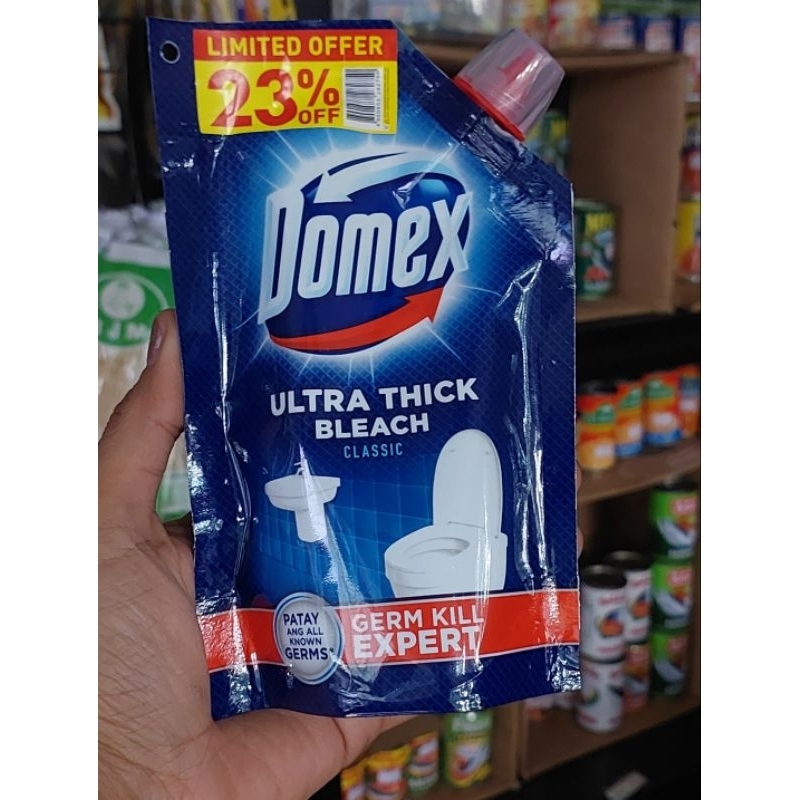 LIMITED OFFER
23%
OFF
Domex
ULTRA THICK
BLEACH
CLASSIC
PATAY
ANG ALL
KNOWN
GERMS*
GERM KILL
EXPERT